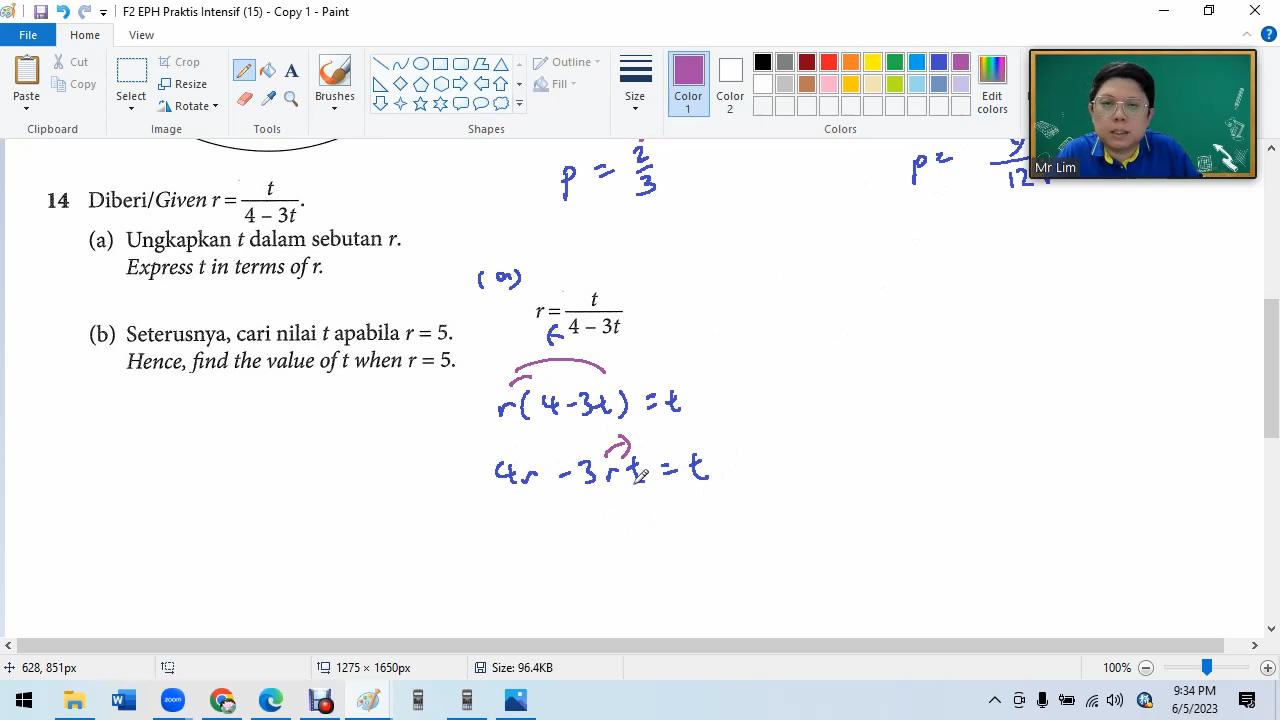 F2 EPH Praktis Intensif (15) - Copy 1 - Paint
File Home View
Paste Cut Copy
Select Crop Resize Rotate
A
Brushes
Outline Fill
Size
Color 1
Color 2
Edit colors
Clipboard Image Tools Shapes Colors
Mr Lim
p = 2/3
p =
14 Diberi/Given r = t/(4 – 3t).
(a) Ungkapkan t dalam sebutan r.
Express t in terms of r.
(b) Seterusnya, cari nilai t apabila r = 5.
Hence, find the value of t when r = 5.
(a)
r = t/(4 – 3t)
r(4-3t) = t
4r - 3rt = t
628, 851px
1275 × 1650px
Size: 96.4KB
100%
W
zoom
9:34 PM
6/5/2023